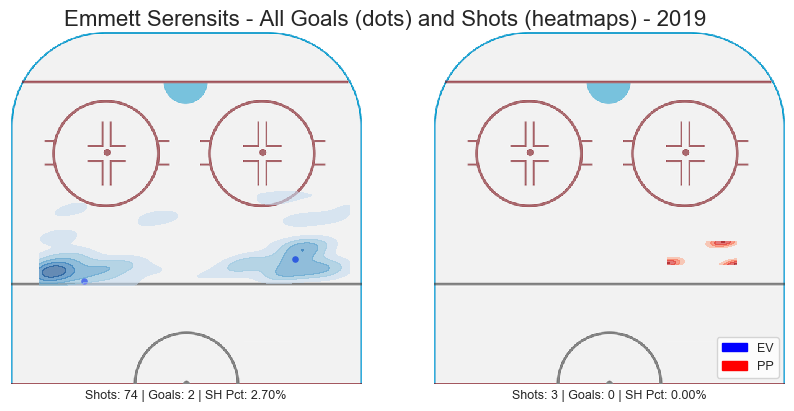 Emmett Serensits - All Goals (dots) and Shots (heatmaps) - 2019
EV
PP
Shots: 74 | Goals: 2 | SH Pct: 2.70%
Shots: 3 | Goals: 0 | SH Pct: 0.00%